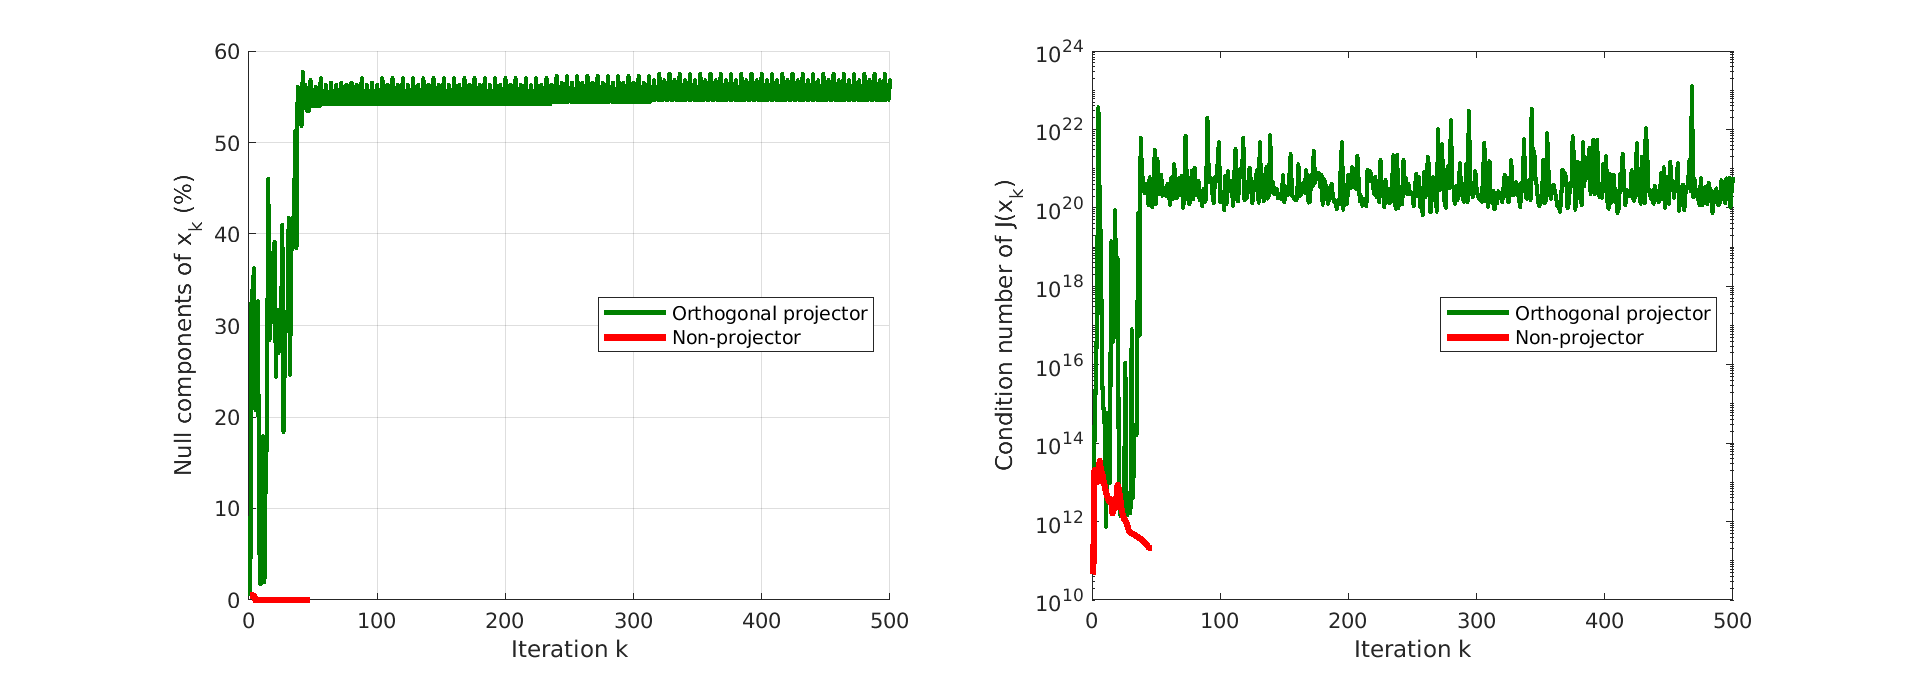 60
50
40
30
20
10
0
Null components of x_k (%)
Orthogonal projector
Non-projector
0 100 200 300 400 500
Iteration k
10^24
10^22
10^20
10^18
10^16
10^14
10^12
10^10
Condition number of J(x_k)
Orthogonal projector
Non-projector
0 100 200 300 400 500
Iteration k